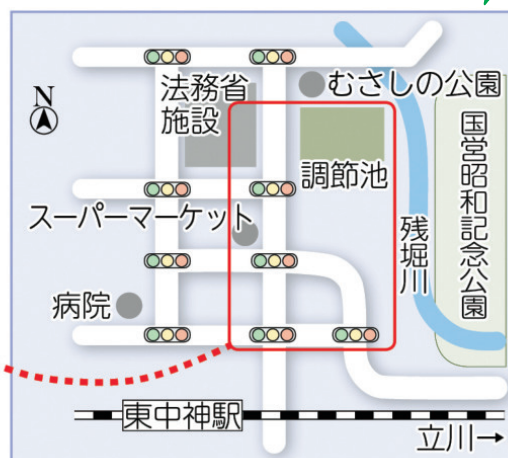 N
法務省
施設
むさしの公園
調節池
スーパーマーケット
残堀川
国営昭和記念公園
病院
東中神駅
立川→